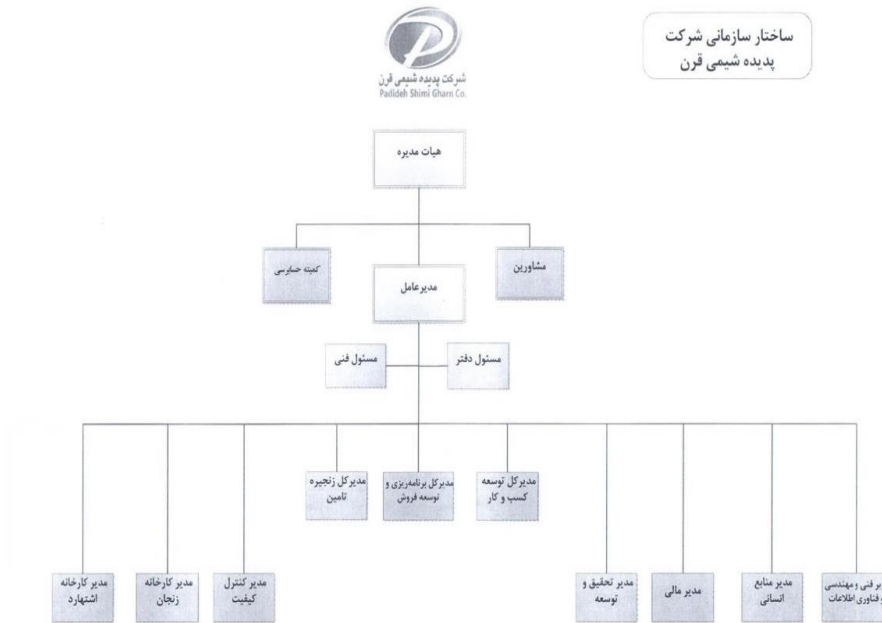 ساختار سازمانی شرکت
پدیده شیمی قرن
شرکت پدیده شیمی قرن
Padideh Shimi Gharn Co.
هیات مدیره
مشاورین
کمیته حسابرسی
مدیرعامل
مسئول دفتر
مسئول فنی
مدیرکل توسعه
کسب و کار
مدیرکل برنامه‌ریزی و
توسعه فروش
مدیرکل زنجیره
تامین
فنی و مهندسی
فناوری اطلاعات
مدیر منابع
انسانی
مدیر مالی
مدیر تحقیق و
توسعه
مدیر کنترل
کیفیت
مدیر کارخانه
زنجان
مدیر کارخانه
اشتهارد